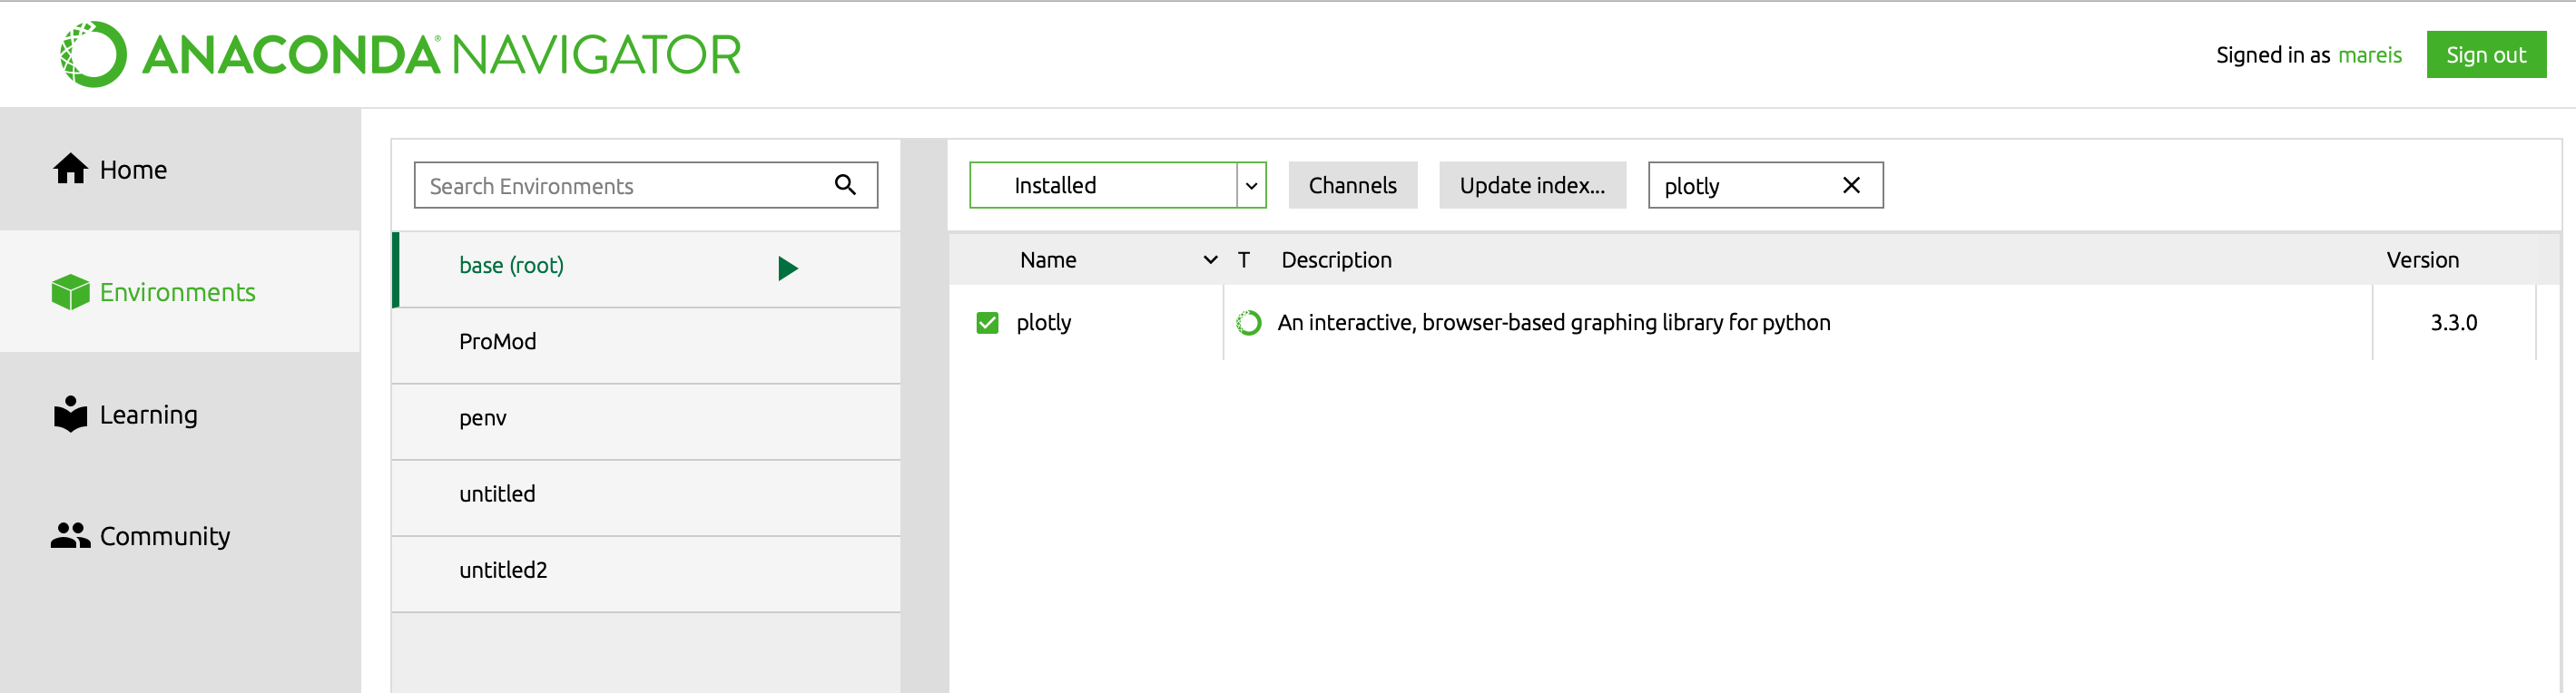 ANACONDA® NAVIGATOR
Signed in as mareis Sign out
Home
Environments
Learning
Community
Search Environments
base (root)
ProMod
penv
untitled
untitled2
Installed Channels Update index... plotly
Name T Description Version
plotly An interactive, browser-based graphing library for python 3.3.0